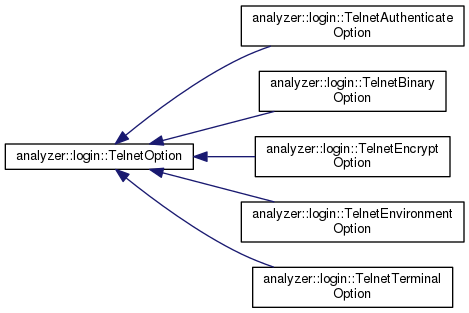 analyzer::login::TelnetAuthenticate
Option
analyzer::login::TelnetBinary
Option
analyzer::login::TelnetOption
analyzer::login::TelnetEncrypt
Option
analyzer::login::TelnetEnvironment
Option
analyzer::login::TelnetTerminal
Option